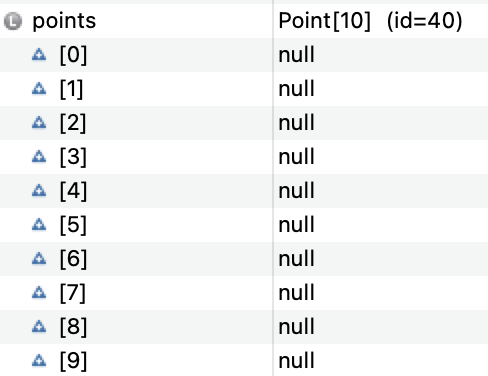 points Point[10] (id=40)
[0] null
[1] null
[2] null
[3] null
[4] null
[5] null
[6] null
[7] null
[8] null
[9] null